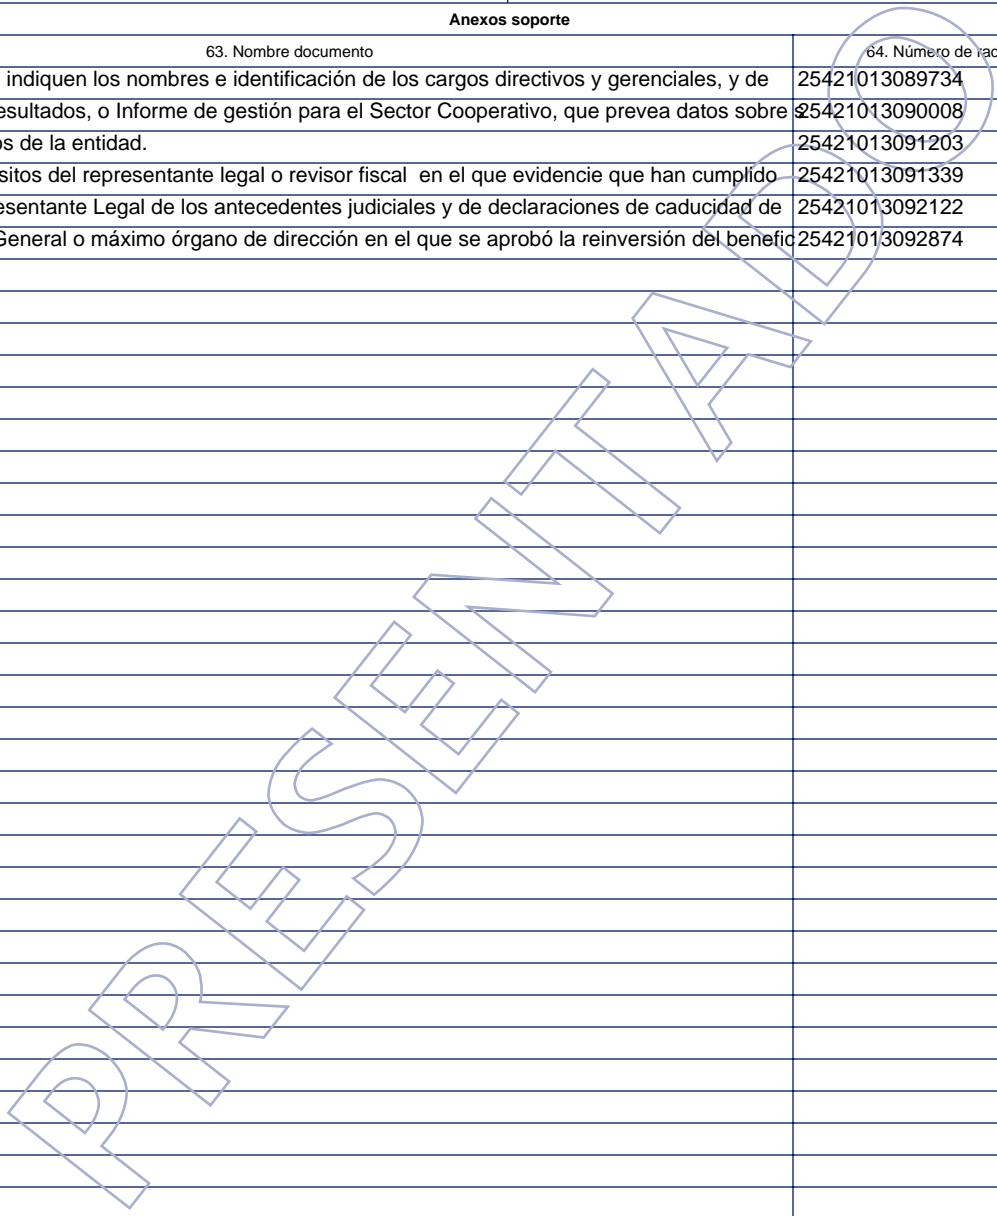 Anexos soporte
63. Nombre documento 64. Número de rad
indiquen los nombres e identificación de los cargos directivos y gerenciales, y de 25421013089734
esultados, o Informe de gestión para el Sector Cooperativo, que prevea datos sobre s 25421013090008
os de la entidad. 25421013091203
sitos del representante legal o revisor fiscal en el que evidencie que han cumplido 25421013091339
esentante Legal de los antecedentes judiciales y de declaraciones de caducidad de 25421013092122
General o máximo órgano de dirección en el que se aprobó la reinversión del benefic 25421013092874
PRESENTADO